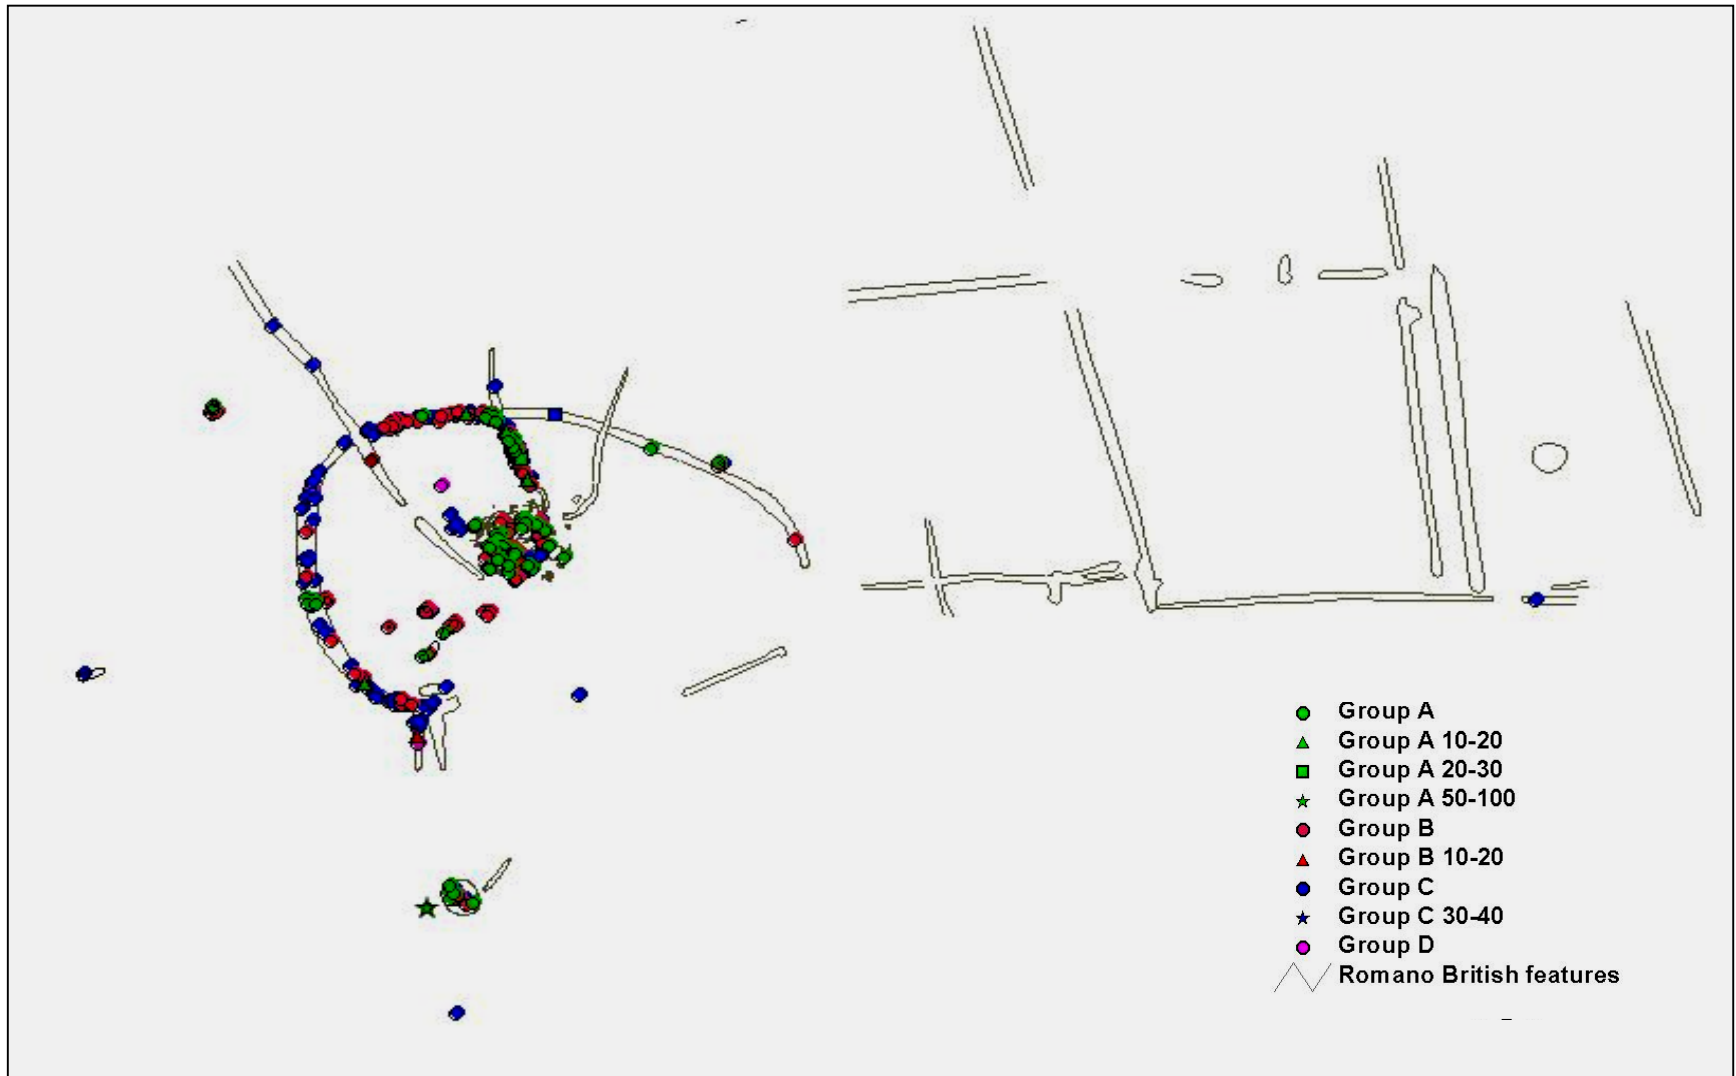 Group A
Group A 10-20
Group A 20-30
Group A 50-100
Group B
Group B 10-20
Group C
Group C 30-40
Group D
Romano British features